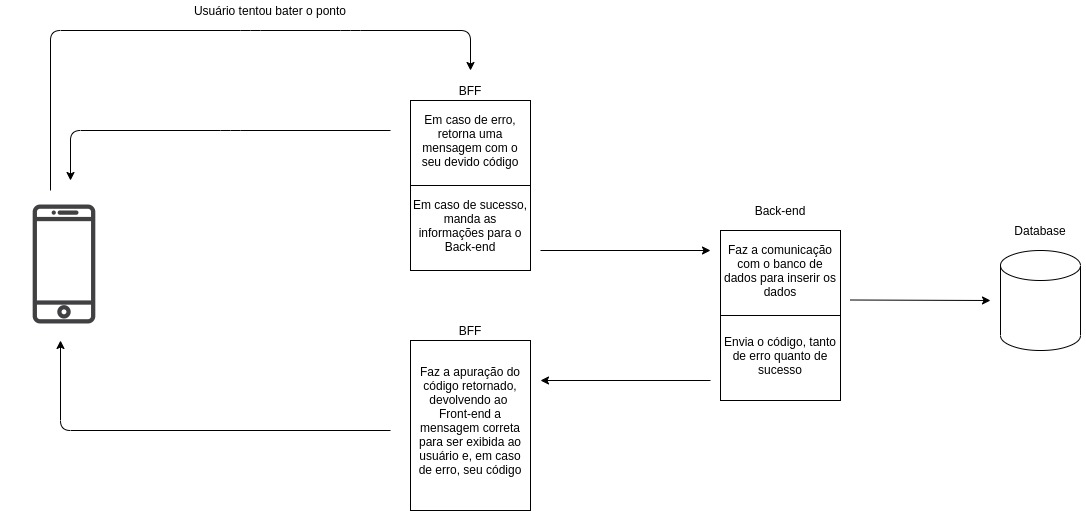 Usuário tentou bater o ponto
BFF
Em caso de erro,
retorna uma
mensagem com o
seu devido código
Em caso de sucesso,
manda as
informações para o
Back-end
Back-end
Faz a comunicação
com o banco de
dados para inserir os
dados
Envia o código, tanto
de erro quanto de
sucesso
Database
BFF
Faz a apuração do
código retornado,
devolvendo ao
Front-end a
mensagem correta
para ser exibida ao
usuário e, em caso
de erro, seu código